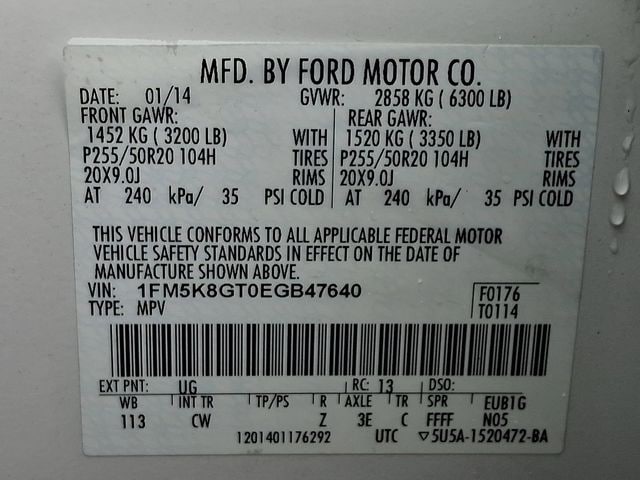 MFD. BY FORD MOTOR CO.
DATE: 01/14 GVWR: 2858 KG ( 6300 LB)
FRONT GAWR: REAR GAWR:
1452 KG ( 3200 LB) WITH 1520 KG ( 3350 LB) WITH
P255/50R20 104H TIRES P255/50R20 104H TIRES
20X9.0J RIMS 20X9.0J RIMS
AT 240 kPa/ 35 PSI COLD AT 240 kPa/ 35 PSI COLD
THIS VEHICLE CONFORMS TO ALL APPLICABLE FEDERAL MOTOR
VEHICLE SAFETY STANDARDS IN EFFECT ON THE DATE OF
MANUFACTURE SHOWN ABOVE.
VIN: 1FM5K8GT0EGB47640 F0176
TYPE: MPV T0114
EXT PNT: UG RC: 13 DSO:
WB INT TR TP/PS R AXLE TR SPR EUB1G
113 CW Z 3E C FFFF N05
1201401176292 UTC ▽5U5A-1520472-BA